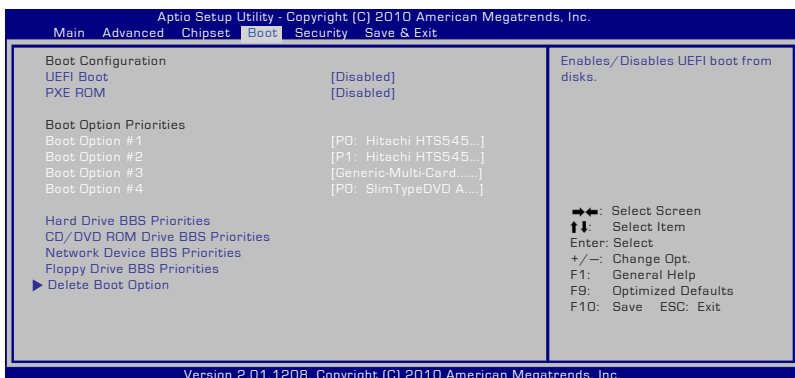 Aptio Setup Utility - Copyright (C) 2010 American Megatrends, Inc.
Main Advanced Chipset Boot Security Save & Exit
Boot Configuration
UEFI Boot [Disabled]
PXE ROM [Disabled]
Boot Option Priorities
Boot Option #1 [P0: Hitachi HTS545...]
Boot Option #2 [P1: Hitachi HTS545...]
Boot Option #3 [Generic-Multi-Card......]
Boot Option #4 [P0: SlimTypeDVD A....]
Hard Drive BBS Priorities
CD/DVD ROM Drive BBS Priorities
Network Device BBS Priorities
Floppy Drive BBS Priorities
Delete Boot Option
Enables/Disables UEFI boot from
disks.
→←: Select Screen
↑↓: Select Item
Enter: Select
+/—: Change Opt.
F1: General Help
F9: Optimized Defaults
F10: Save ESC: Exit
Version 2.01.1208. Copyright (C) 2010 American Megatrends, Inc.